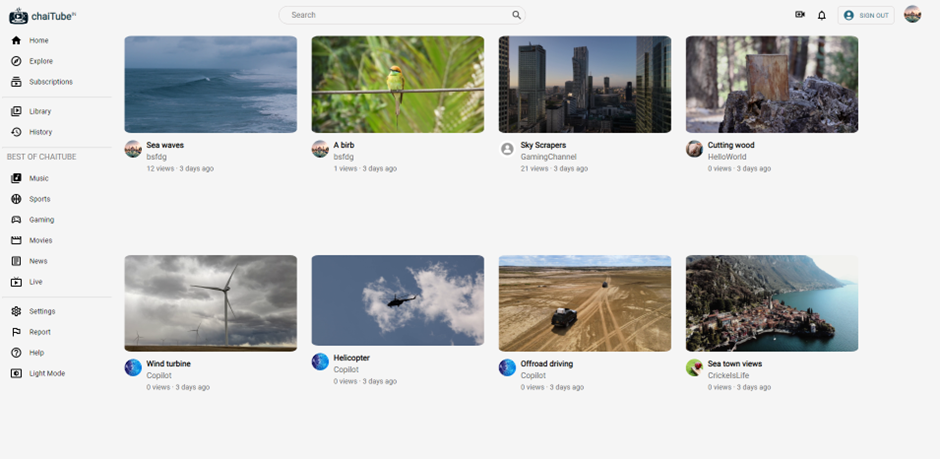 chaiTube
Search
SIGN OUT
Home
Explore
Subscriptions
Library
History
BEST OF CHAITUBE
Music
Sports
Gaming
Movies
News
Live
Settings
Report
Help
Light Mode
Sea waves
bsfdg
12 views · 3 days ago
A birb
bsfdg
1 views · 3 days ago
Sky Scrapers
GamingChannel
21 views · 3 days ago
Cutting wood
HelloWorld
0 views · 3 days ago
Wind turbine
Copilot
0 views · 3 days ago
Helicopter
Copilot
0 views · 3 days ago
Offroad driving
Copilot
0 views · 3 days ago
Sea town views
CrickeIsLife
0 views · 3 days ago